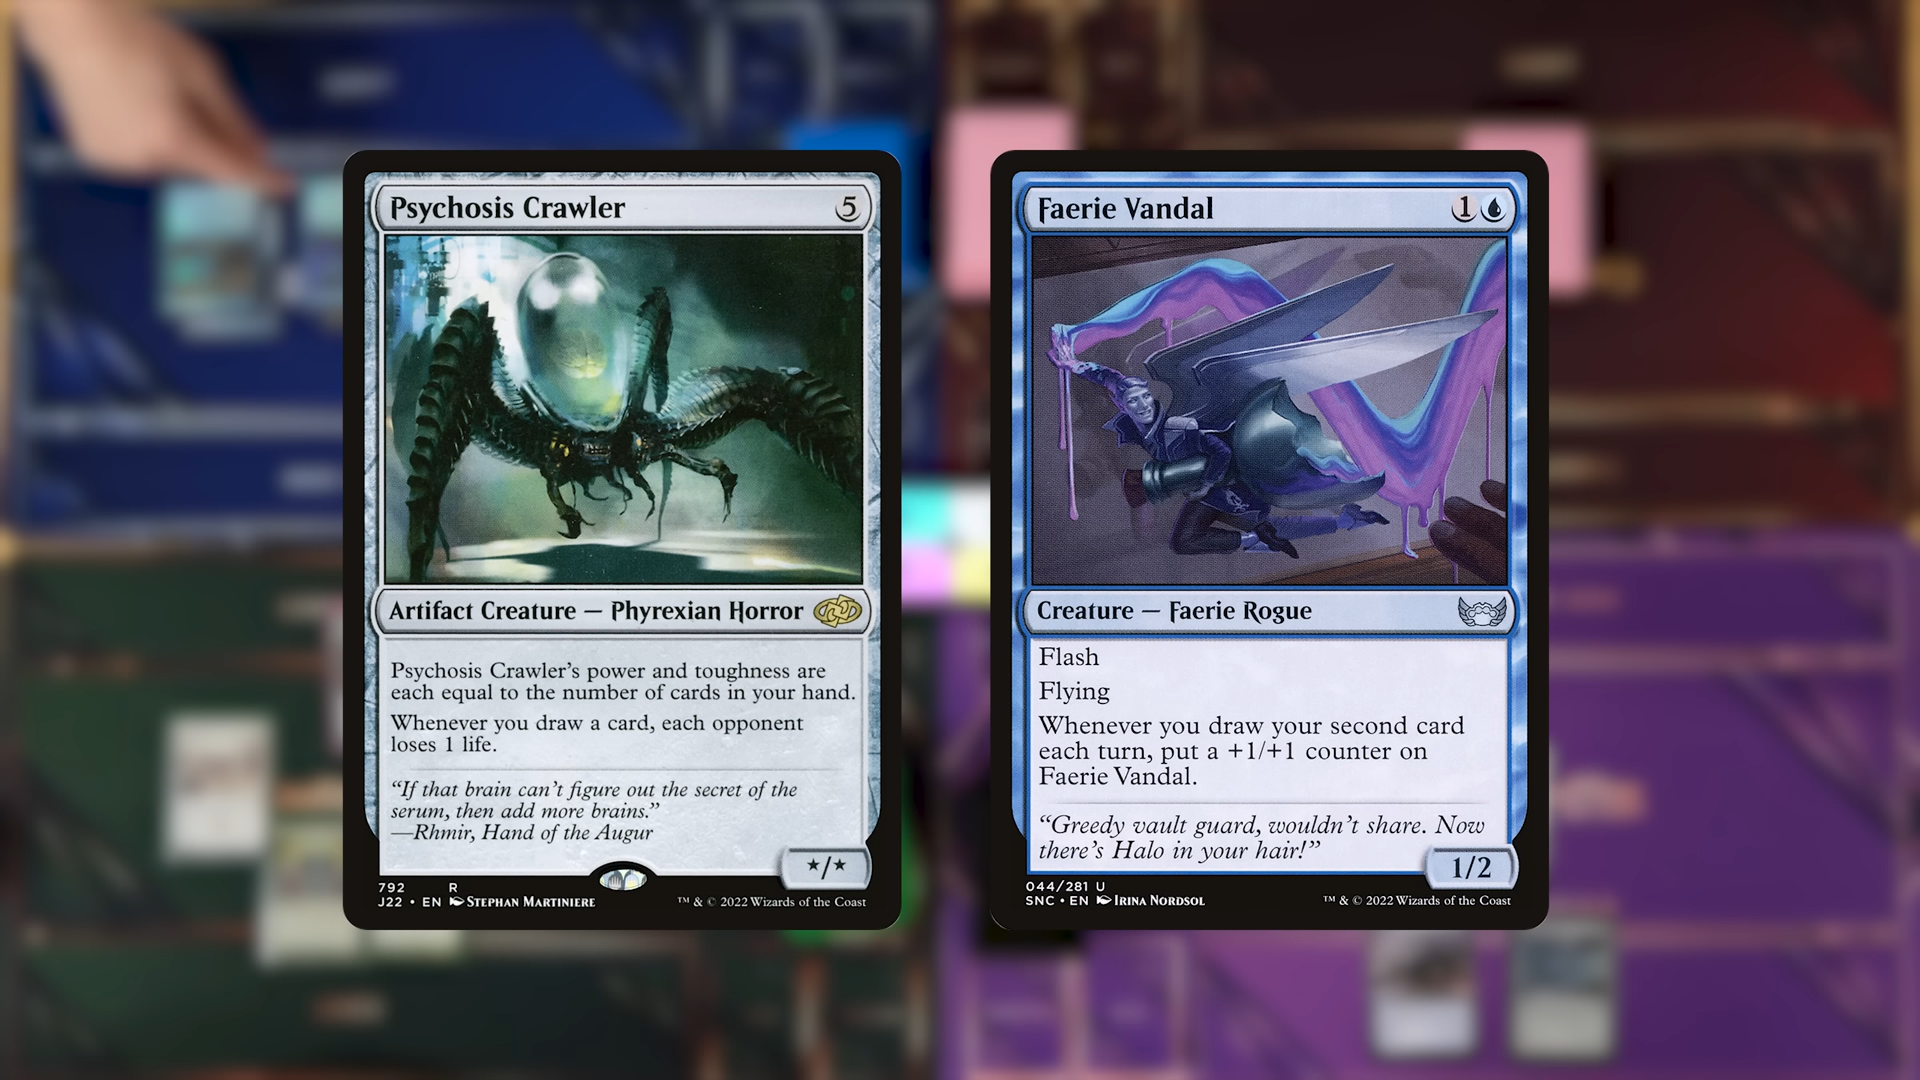 Psychosis Crawler
5
Artifact Creature — Phyrexian Horror
Psychosis Crawler’s power and toughness are
each equal to the number of cards in your hand.
Whenever you draw a card, each opponent
loses 1 life.
“If that brain can’t figure out the secret of the
serum, then add more brains.”
—Rhmir, Hand of the Augur
★/★
792 R
J22 • EN STEPHAN MARTINIERE
™ & © 2022 Wizards of the Coast
Faerie Vandal
1
Creature — Faerie Rogue
Flash
Flying
Whenever you draw your second card
each turn, put a +1/+1 counter on
Faerie Vandal.
“Greedy vault guard, wouldn’t share. Now
there’s Halo in your hair!”
1/2
044/281 U
SNC • EN IRINA NORDSOL
™ & © 2022 Wizards of the Coast